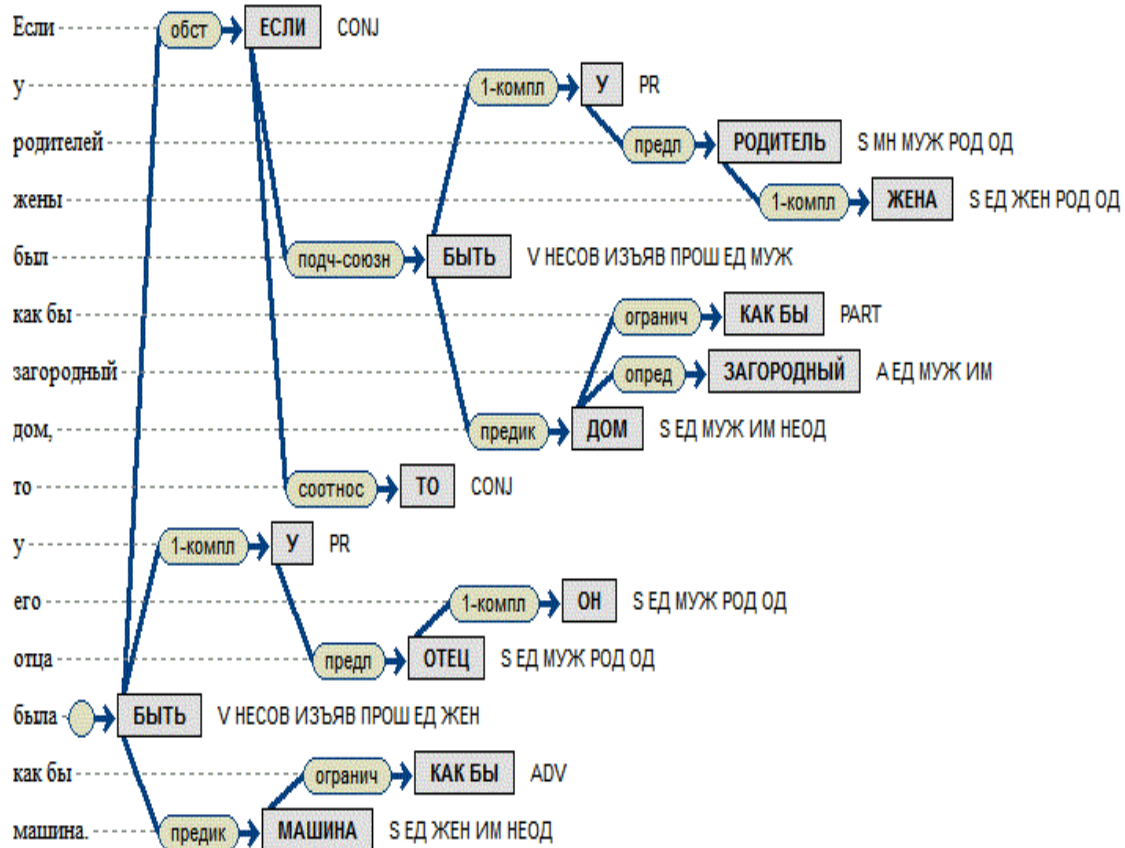 Если обст ЕСЛИ CONJ
у 1-компл У PR
родителей предл РОДИТЕЛЬ S МН МУЖ РОД ОД
жены 1-компл ЖЕНА S ЕД ЖЕН РОД ОД
был подч-союзн БЫТЬ V НЕСОВ ИЗЪЯВ ПРОШ ЕД МУЖ
как бы огранич КАК БЫ PART
загородный опред ЗАГОРОДНЫЙ A ЕД МУЖ ИМ
дом, предик ДОМ S ЕД МУЖ ИМ НЕОД
то соотнос ТО CONJ
у 1-компл У PR
его 1-компл ОН S ЕД МУЖ РОД ОД
отца предл ОТЕЦ S ЕД МУЖ РОД ОД
была БЫТЬ V НЕСОВ ИЗЪЯВ ПРОШ ЕД ЖЕН
как бы огранич КАК БЫ ADV
машина. предик МАШИНА S ЕД ЖЕН ИМ НЕОД